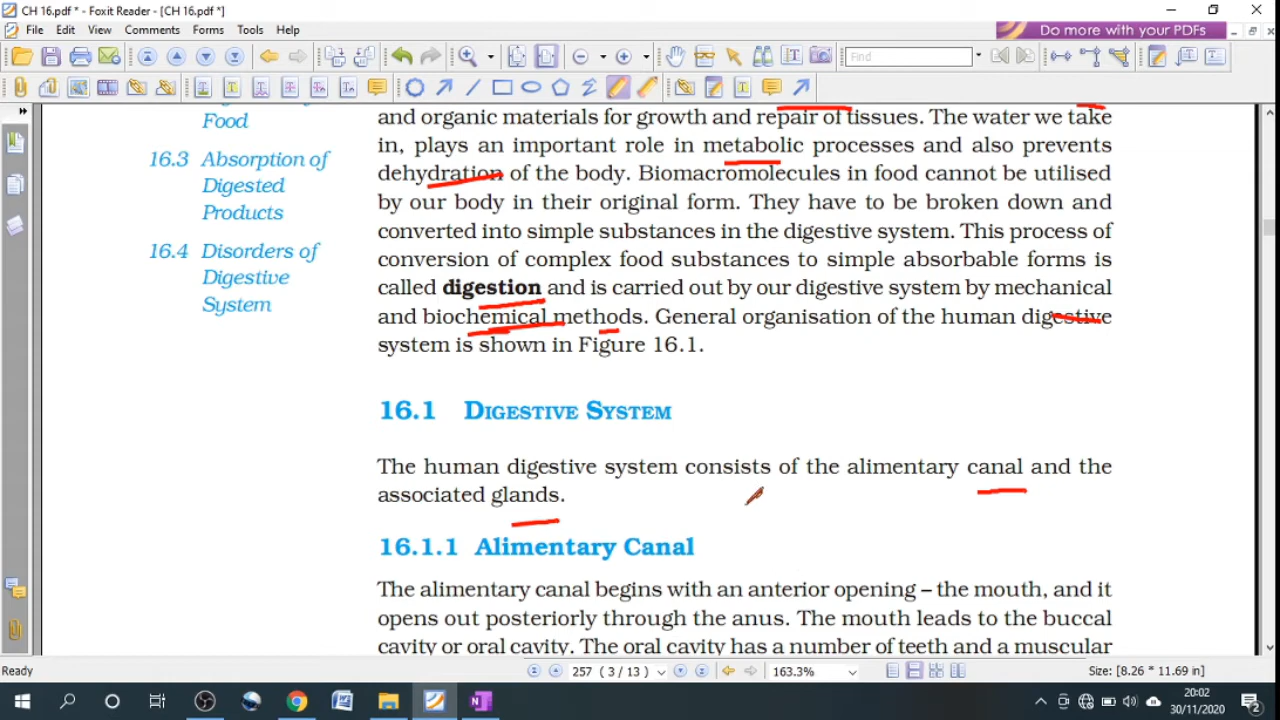 CH 16.pdf * - Foxit Reader - [CH 16.pdf *]
File Edit View Comments Forms Tools Help
Do more with your PDFs
Find
Food
16.3 Absorption of
Digested
Products
16.4 Disorders of
Digestive
System
and organic materials for growth and repair of tissues. The water we take
in, plays an important role in metabolic processes and also prevents
dehydration of the body. Biomacromolecules in food cannot be utilised
by our body in their original form. They have to be broken down and
converted into simple substances in the digestive system. This process of
conversion of complex food substances to simple absorbable forms is
called digestion and is carried out by our digestive system by mechanical
and biochemical methods. General organisation of the human digestive
system is shown in Figure 16.1.
16.1 DIGESTIVE SYSTEM
The human digestive system consists of the alimentary canal and the
associated glands.
16.1.1 Alimentary Canal
The alimentary canal begins with an anterior opening – the mouth, and it
opens out posteriorly through the anus. The mouth leads to the buccal
cavity or oral cavity. The oral cavity has a number of teeth and a muscular
Ready
257 (3 / 13)
163.3%
Size: [8.26 * 11.69 in]
20:02
30/11/2020
2